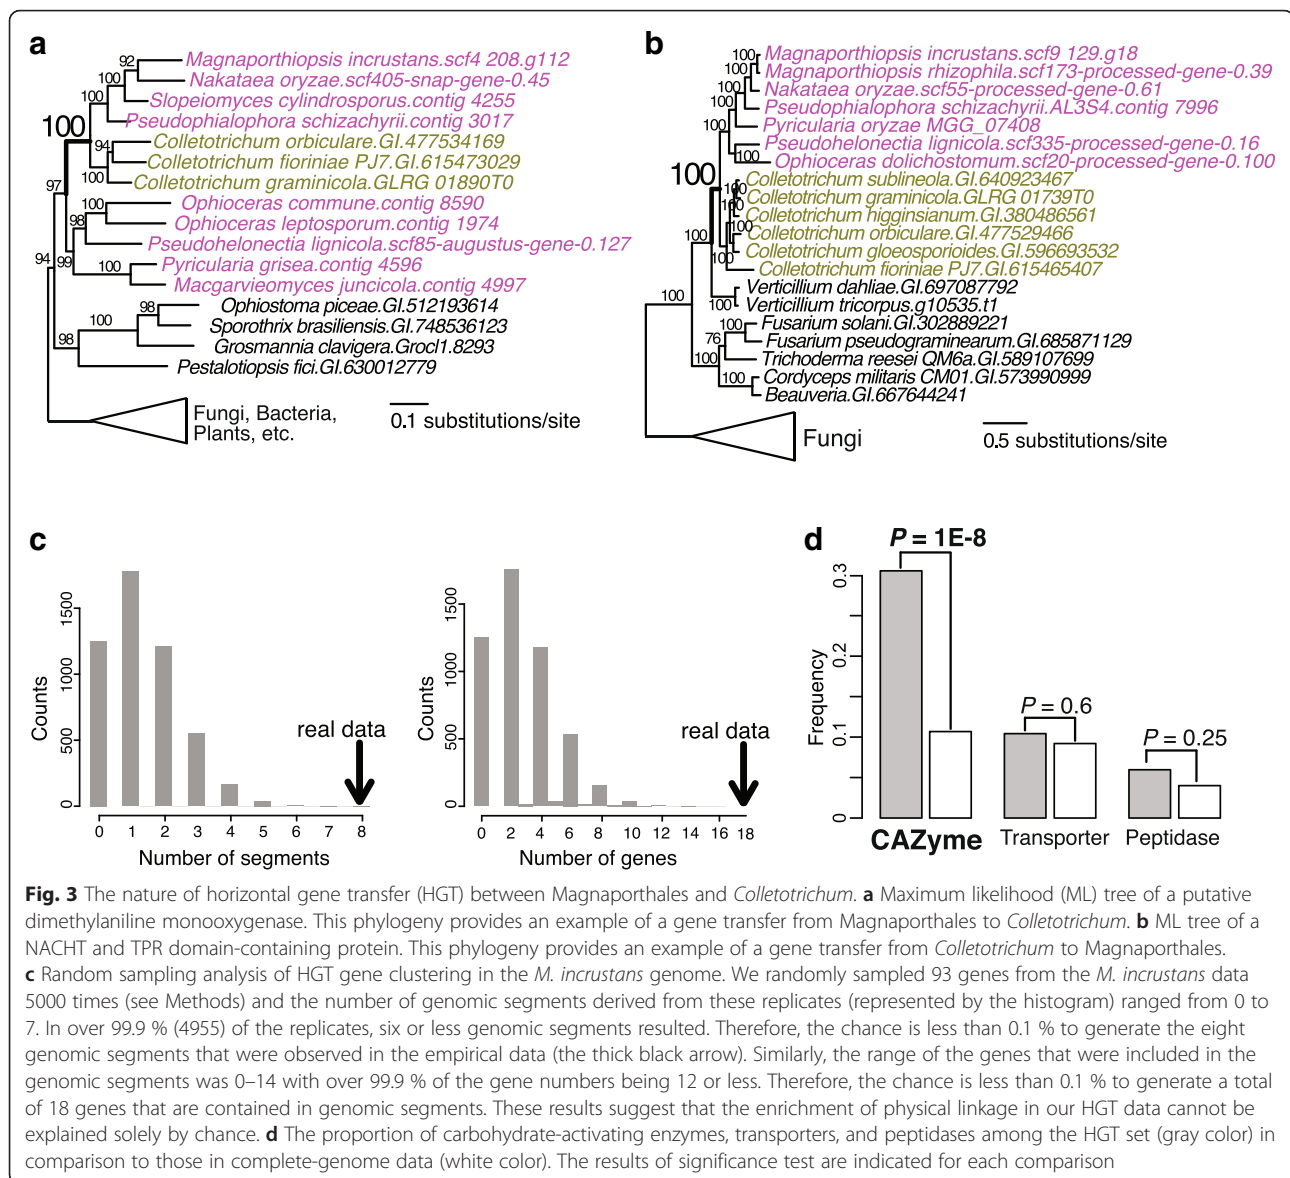 a
92
Magnaporthiopsis incrustans.scf4 208.g112
100
Nakataea oryzae.scf405-snap-gene-0.45
100
Slopeiomyces cylindrosporus.contig 4255
100
Pseudophialophora schizachyrii.contig 3017
Colletotrichum orbiculare.GI.477534169
94
Colletotrichum fioriniae PJ7.GI.615473029
100
Colletotrichum graminicola.GLRG 01890T0
97
100
Ophioceras commune.contig 8590
98
Ophioceras leptosporum.contig 1974
Pseudohelonectia lignicola.scf85-augustus-gene-0.127
94
99
100
Pyricularia grisea.contig 4596
Macgarvieomyces juncicola.contig 4997
98
Ophiostoma piceae.GI.512193614
100
Sporothrix brasiliensis.GI.748536123
98
Grosmannia clavigera.Grocl1.8293
Pestalotiopsis fici.GI.630012779
Fungi, Bacteria,
Plants, etc.
0.1 substitutions/site
b
100
Magnaporthiopsis incrustans.scf9 129.g18
100
Magnaporthiopsis rhizophila.scf173-processed-gene-0.39
100
Nakataea oryzae.scf55-processed-gene-0.61
100
Pseudophialophora schizachyrii.AL3S4.contig 7996
100
Pyricularia oryzae MGG_07408
Pseudohelonectia lignicola.scf335-processed-gene-0.16
100
Ophioceras dolichostomum.scf20-processed-gene-0.100
100
Colletotrichum sublineola.GI.640923467
100
Colletotrichum graminicola.GLRG 01739T0
100
Colletotrichum higginsianum.GI.380486561
100
Colletotrichum orbiculare.GI.477529466
100
Colletotrichum gloeosporioides.GI.596693532
100
Colletotrichum fioriniae PJ7.GI.615465407
100
Verticillium dahliae.GI.697087792
100
Verticillium tricorpus.g10535.t1
100
Fusarium solani.GI.302889221
76
Fusarium pseudograminearum.GI.685871129
100
Trichoderma reesei QM6a.GI.589107699
100
Cordyceps militaris CM01.GI.573990999
Beauveria.GI.667644241
Fungi
0.5 substitutions/site
c
Counts
0 500 1000 1500
real data
0 1 2 3 4 5 6 7 8
Number of segments
Counts
0 500 1000 1500
real data
0 2 4 6 8 10 12 14 16 18
Number of genes
d
Frequency
0 0.1 0.2 0.3
P = 1E-8
P = 0.6
P = 0.25
CAZyme Transporter Peptidase
Fig. 3 The nature of horizontal gene transfer (HGT) between Magnaporthales and Colletotrichum. a Maximum likelihood (ML) tree of a putative
dimethylaniline monooxygenase. This phylogeny provides an example of a gene transfer from Magnaporthales to Colletotrichum. b ML tree of a
NACHT and TPR domain-containing protein. This phylogeny provides an example of a gene transfer from Colletotrichum to Magnaporthales.
c Random sampling analysis of HGT gene clustering in the M. incrustans genome. We randomly sampled 93 genes from the M. incrustans data
5000 times (see Methods) and the number of genomic segments derived from these replicates (represented by the histogram) ranged from 0 to
7. In over 99.9 % (4955) of the replicates, six or less genomic segments resulted. Therefore, the chance is less than 0.1 % to generate the eight
genomic segments that were observed in the empirical data (the thick black arrow). Similarly, the range of the genes that were included in the
genomic segments was 0–14 with over 99.9 % of the gene numbers being 12 or less. Therefore, the chance is less than 0.1 % to generate a total
of 18 genes that are contained in genomic segments. These results suggest that the enrichment of physical linkage in our HGT data cannot be
explained solely by chance. d The proportion of carbohydrate-activating enzymes, transporters, and peptidases among the HGT set (gray color) in
comparison to those in complete-genome data (white color). The results of significance test are indicated for each comparison